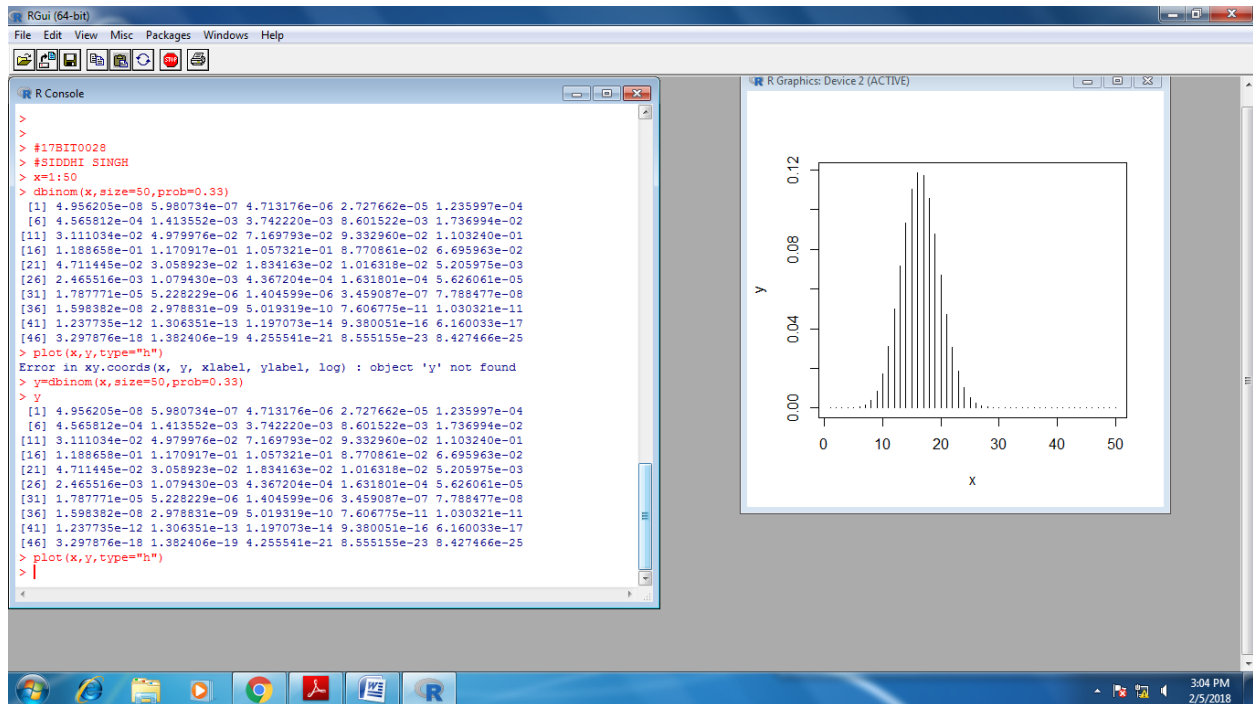 RGui (64-bit)
File Edit View Misc Packages Windows Help
STOP
R Console
>
>
> #17BIT0028
> #SIDDHI SINGH
> x=1:50
> dbinom(x,size=50,prob=0.33)
[1] 4.956205e-08 5.980734e-07 4.713176e-06 2.727662e-05 1.235997e-04
[6] 4.565812e-04 1.413552e-03 3.742220e-03 8.601522e-03 1.736994e-02
[11] 3.111034e-02 4.979976e-02 7.169793e-02 9.332960e-02 1.103240e-01
[16] 1.188658e-01 1.170917e-01 1.057321e-01 8.770861e-02 6.695963e-02
[21] 4.711445e-02 3.058923e-02 1.834163e-02 1.016318e-02 5.205975e-03
[26] 2.465516e-03 1.079430e-03 4.367204e-04 1.631801e-04 5.626061e-05
[31] 1.787771e-05 5.228229e-06 1.404599e-06 3.459087e-07 7.788477e-08
[36] 1.598382e-08 2.978831e-09 5.019319e-10 7.606775e-11 1.030321e-11
[41] 1.237735e-12 1.306351e-13 1.197073e-14 9.380051e-16 6.160033e-17
[46] 3.297876e-18 1.382406e-19 4.255541e-21 8.555155e-23 8.427466e-25
> plot(x,y,type="h")
Error in xy.coords(x, y, xlabel, ylabel, log) : object 'y' not found
> y=dbinom(x,size=50,prob=0.33)
> y
[1] 4.956205e-08 5.980734e-07 4.713176e-06 2.727662e-05 1.235997e-04
[6] 4.565812e-04 1.413552e-03 3.742220e-03 8.601522e-03 1.736994e-02
[11] 3.111034e-02 4.979976e-02 7.169793e-02 9.332960e-02 1.103240e-01
[16] 1.188658e-01 1.170917e-01 1.057321e-01 8.770861e-02 6.695963e-02
[21] 4.711445e-02 3.058923e-02 1.834163e-02 1.016318e-02 5.205975e-03
[26] 2.465516e-03 1.079430e-03 4.367204e-04 1.631801e-04 5.626061e-05
[31] 1.787771e-05 5.228229e-06 1.404599e-06 3.459087e-07 7.788477e-08
[36] 1.598382e-08 2.978831e-09 5.019319e-10 7.606775e-11 1.030321e-11
[41] 1.237735e-12 1.306351e-13 1.197073e-14 9.380051e-16 6.160033e-17
[46] 3.297876e-18 1.382406e-19 4.255541e-21 8.555155e-23 8.427466e-25
> plot(x,y,type="h")
>
R Graphics: Device 2 (ACTIVE)
0.12
0.08
y
0.04
0.00
0 10 20 30 40 50
x
3:04 PM
2/5/2018